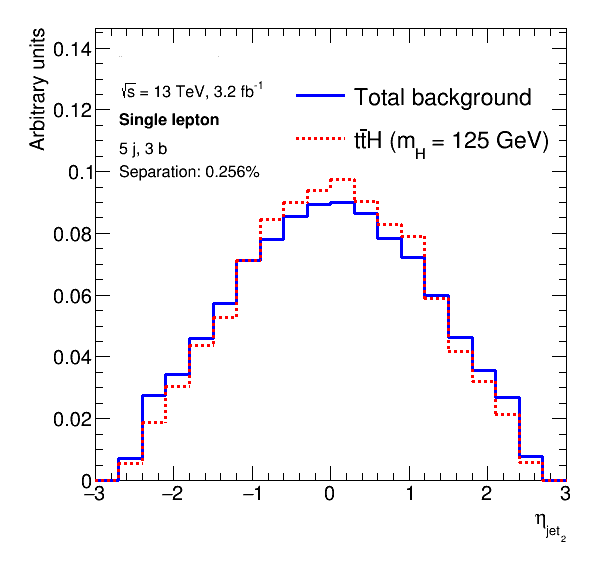 Arbitrary units
0.14
0.12
0.1
0.08
0.06
0.04
0.02
0
√s = 13 TeV, 3.2 fb⁻¹
Single lepton
5 j, 3 b
Separation: 0.256%
Total background
tt̄H (m_H = 125 GeV)
−3 −2 −1 0 1 2 3
η_jet₂